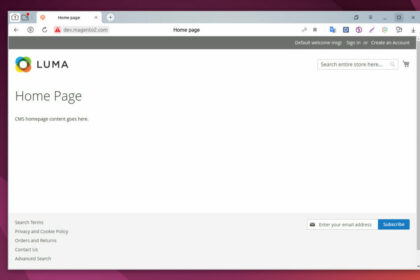 Home page
dev.magento2.com
Home page
Default welcome msg! Sign In or Create an Account
LUMA
Search entire store here...
Home Page
CMS homepage content goes here.
Search Terms
Privacy and Cookie Policy
Orders and Returns
Contact Us
Advanced Search
Enter your email address
Subscribe